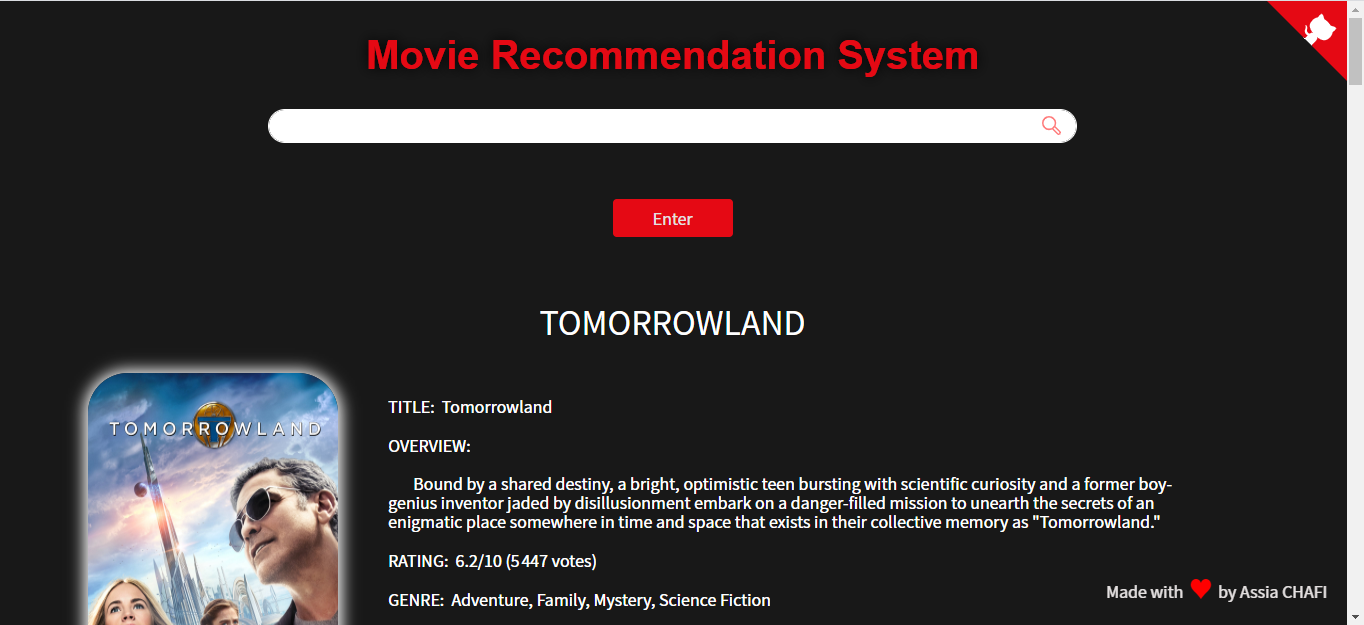 Movie Recommendation System
Enter
TOMORROWLAND
TOMORROWLAND
TITLE: Tomorrowland
OVERVIEW:
Bound by a shared destiny, a bright, optimistic teen bursting with scientific curiosity and a former boy-
genius inventor jaded by disillusionment embark on a danger-filled mission to unearth the secrets of an
enigmatic place somewhere in time and space that exists in their collective memory as "Tomorrowland."
RATING: 6.2/10 (5 447 votes)
GENRE: Adventure, Family, Mystery, Science Fiction
Made with ❤ by Assia CHAFI